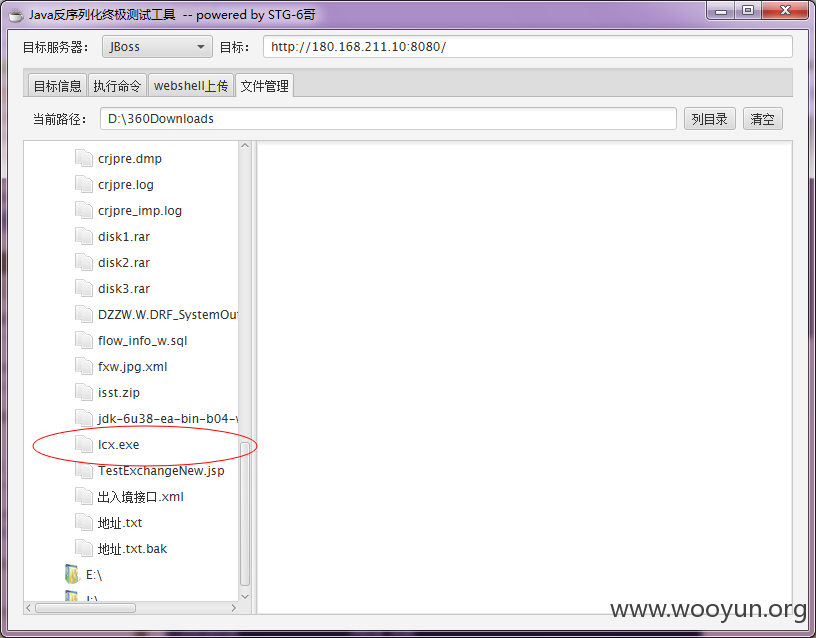 Java反序列化终极测试工具 -- powered by STG-6哥
目标服务器： JBoss 目标： http://180.168.211.10:8080/
目标信息 执行命令 webshell上传 文件管理
当前路径： D:\360Downloads 列目录 清空
crjpre.dmp
crjpre.log
crjpre_imp.log
disk1.rar
disk2.rar
disk3.rar
DZZW.W.DRF_SystemOu
flow_info_w.sql
fxw.jpg.xml
isst.zip
jdk-6u38-ea-bin-b04-w
lcx.exe
TestExchangeNew.jsp
出入境接口.xml
地址.txt
地址.txt.bak
E:\
www.wooyun.org